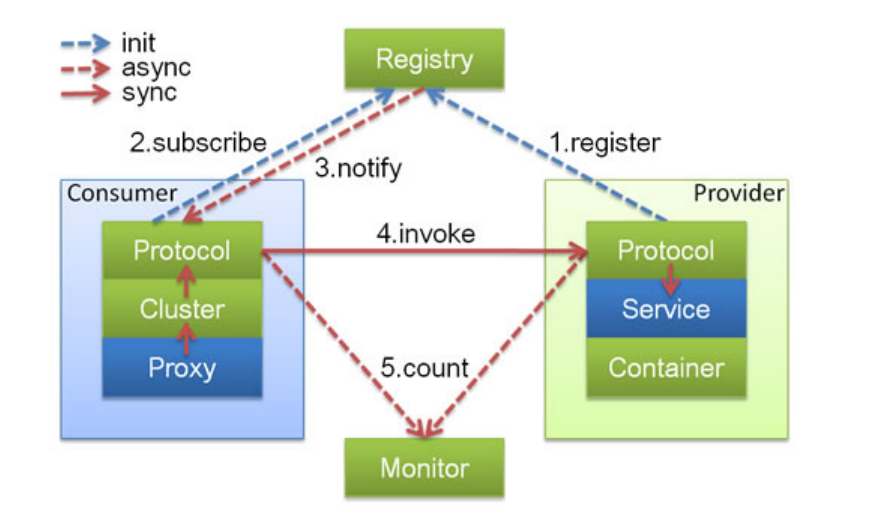 init
async
sync
Registry
2.subscribe
1.register
3.notify
Consumer
Provider
Protocol
4.invoke
Protocol
Cluster
Service
Proxy
5.count
Container
Monitor